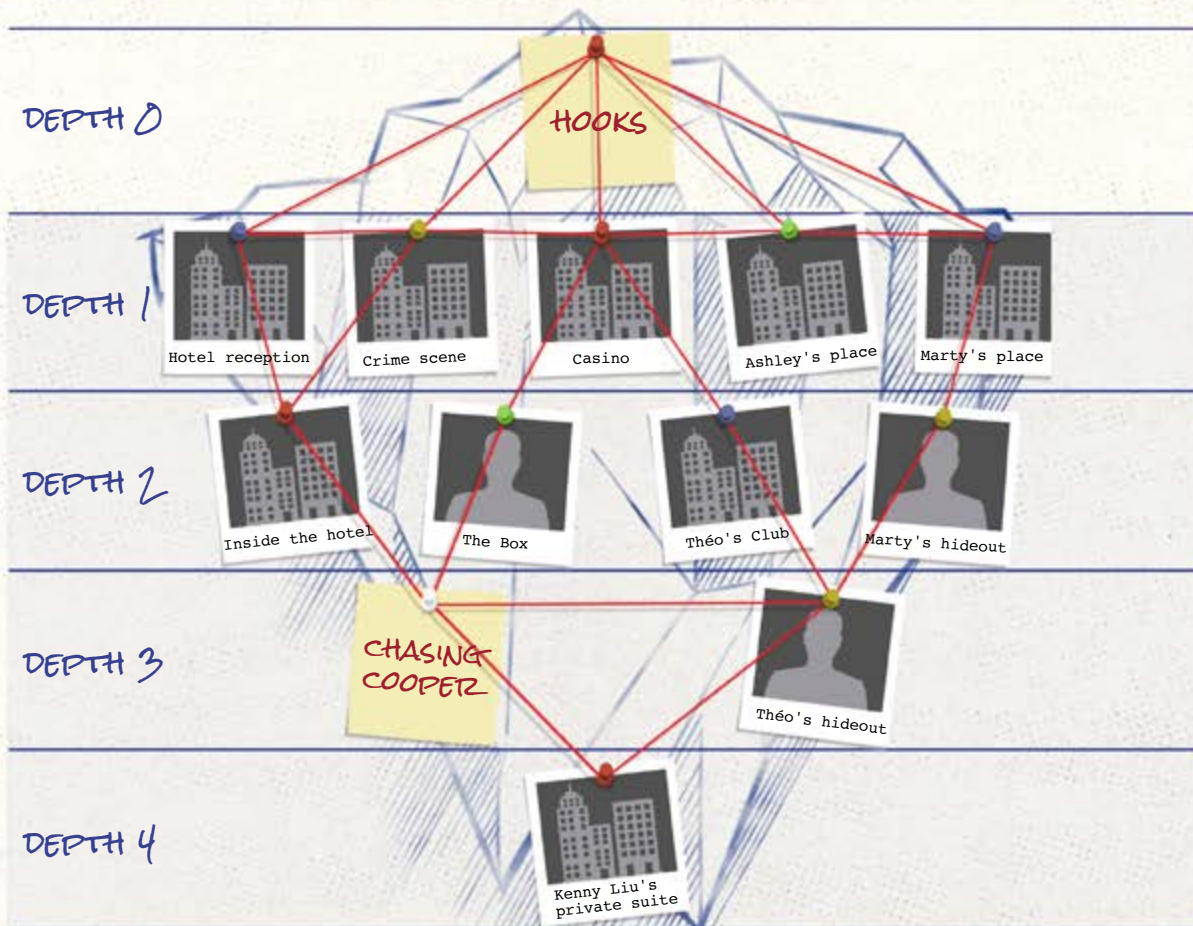 DEPTH 0
HOOKS
DEPTH 1
Hotel reception
Crime scene
Casino
Ashley's place
Marty's place
DEPTH 2
Inside the hotel
The Box
Théo's Club
Marty's hideout
DEPTH 3
CHASING
COOPER
Théo's hideout
DEPTH 4
Kenny Liu's
private suite